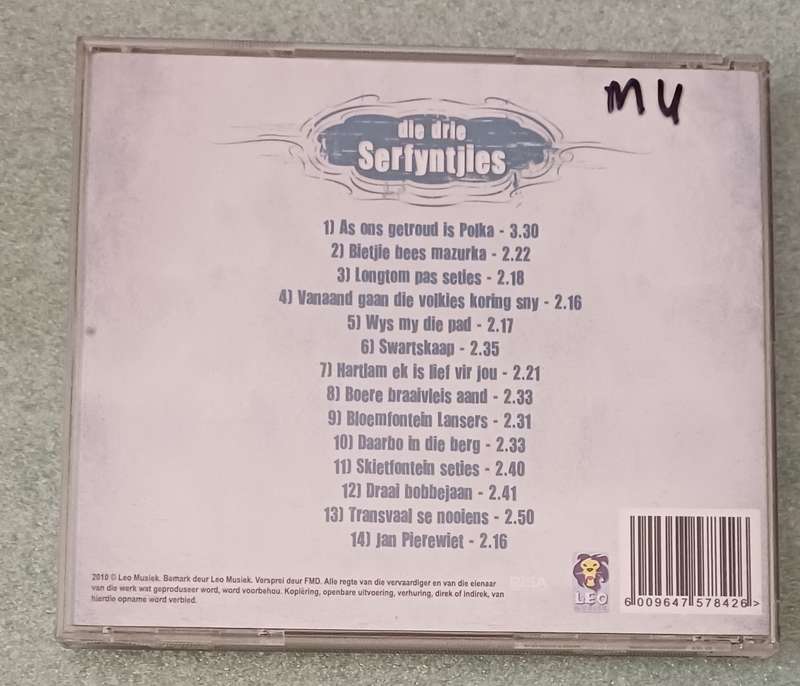 M U
die drie
Serfyntjies
1) As ons getroud is Polka - 3.30
2) Bietjie bees mazurka - 2.22
3) Longtom pas seties - 2.18
4) Vanaand gaan die volkies koring sny - 2.16
5) Wys my die pad - 2.17
6) Swartskaap - 2.35
7) Hartlam ek is lief vir jou - 2.21
8) Boere braaivleis aand - 2.33
9) Bloemfontein Lansers - 2.31
10) Daarbo in die berg - 2.33
11) Skietfontein seties - 2.40
12) Draai bobbejaan - 2.41
13) Transvaal se nooiens - 2.50
14) Jan Pierewiet - 2.16
2010 © Leo Musiek. Bemark deur Leo Musiek. Versprei deur FMD. Alle regte van die vervaardiger en van die eienaar
van die werk wat geproduseer word, word voorbehou. Kopiëring, openbare uitvoering, verhuring, direk of indirek, van
hierdie opname word verbied.
RISA
LEO
6 009647 578426 >